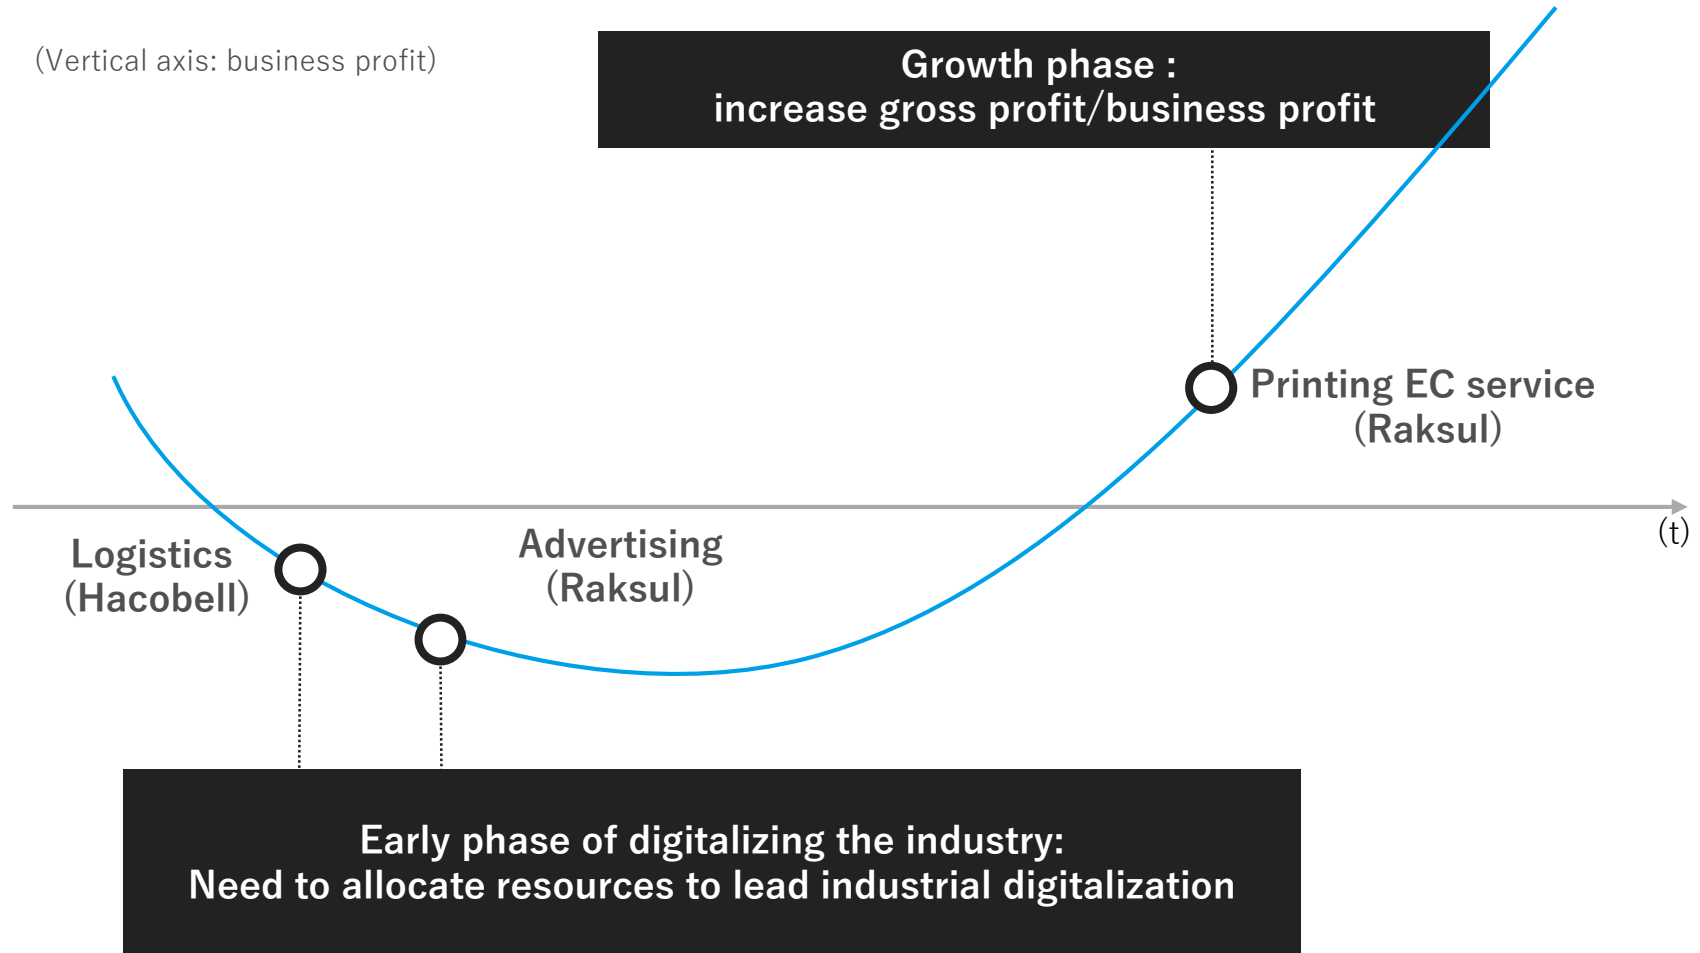 (Vertical axis: business profit)
Growth phase :
increase gross profit/business profit
Printing EC service
(Raksul)
(t)
Logistics
(Hacobell)
Advertising
(Raksul)
Early phase of digitalizing the industry:
Need to allocate resources to lead industrial digitalization